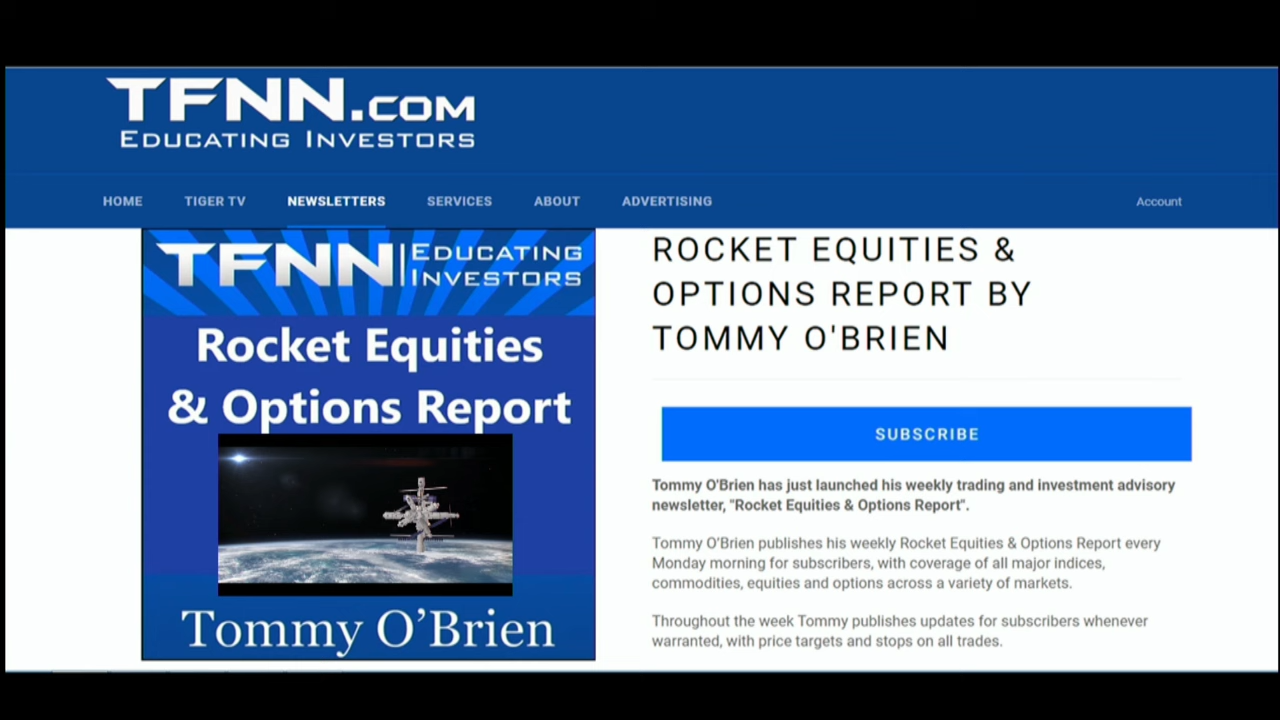 TFNN.COM
EDUCATING INVESTORS
HOME TIGER TV NEWSLETTERS SERVICES ABOUT ADVERTISING Account
TFNN EDUCATING
INVESTORS
Rocket Equities
& Options Report
Tommy O’Brien
ROCKET EQUITIES &
OPTIONS REPORT BY
TOMMY O'BRIEN
SUBSCRIBE
Tommy O'Brien has just launched his weekly trading and investment advisory
newsletter, "Rocket Equities & Options Report".
Tommy O'Brien publishes his weekly Rocket Equities & Options Report every
Monday morning for subscribers, with coverage of all major indices,
commodities, equities and options across a variety of markets.
Throughout the week Tommy publishes updates for subscribers whenever
warranted, with price targets and stops on all trades.